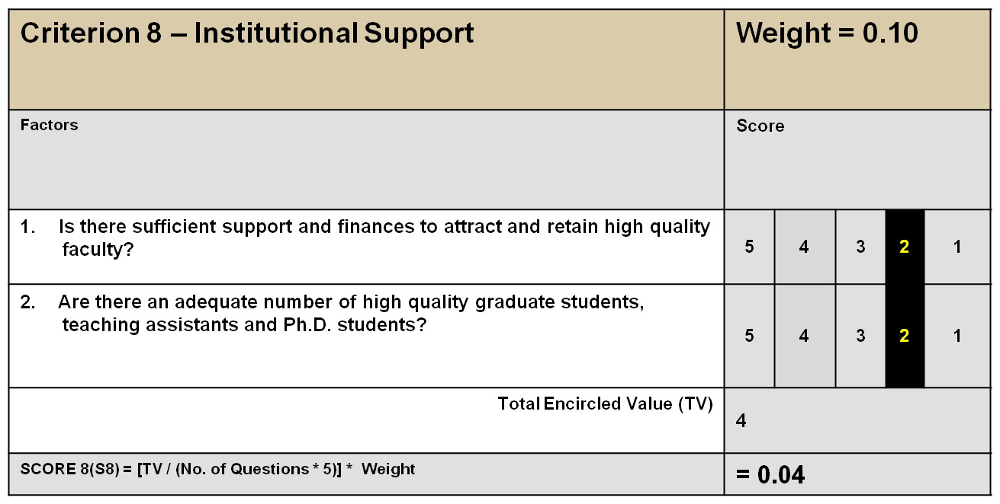 Criterion 8 – Institutional Support Weight = 0.10
Factors Score
1. Is there sufficient support and finances to attract and retain high quality
faculty?
5 4 3 2 1
2. Are there an adequate number of high quality graduate students,
teaching assistants and Ph.D. students?
5 4 3 2 1
Total Encircled Value (TV) 4
SCORE 8(S8) = [TV / (No. of Questions * 5)] * Weight = 0.04